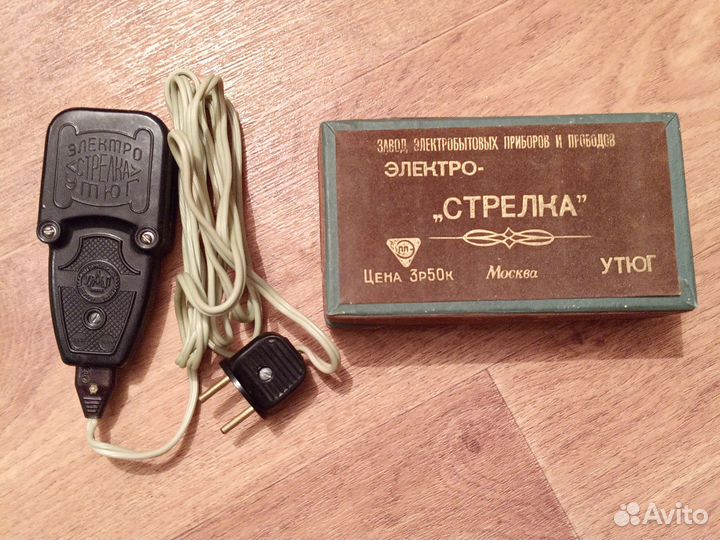 ЭЛЕКТРО
СТРЕЛКА
УТЮГ
ЗАВОД ЭЛЕКТРОБЫТОВЫХ ПРИБОРОВ И ПРОВОДОВ
ЭЛЕКТРО-
„СТРЕЛКА”
ЦЕНА 3р50к Москва УТЮГ
Avito